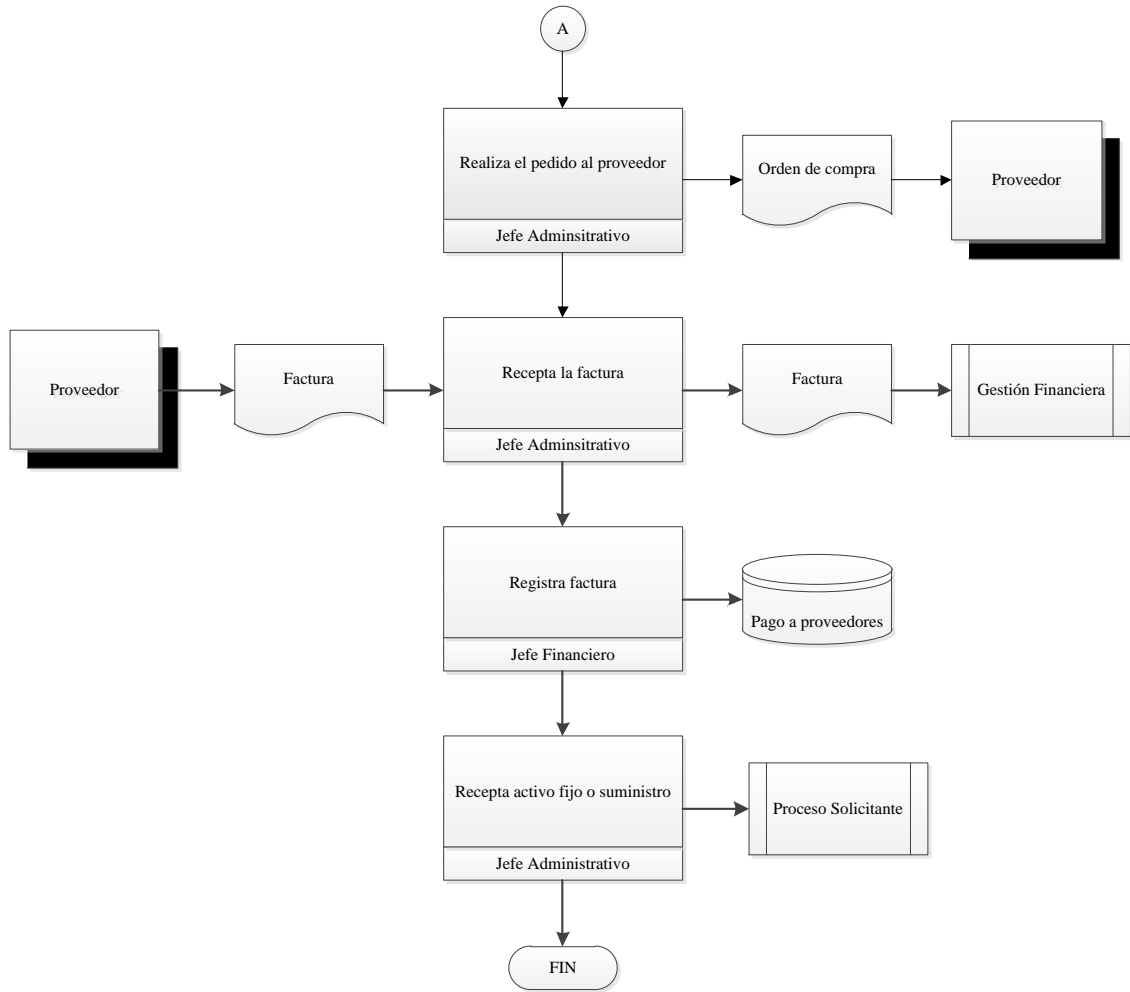 A
Realiza el pedido al proveedor
Orden de compra
Proveedor
Jefe Adminsitrativo
Proveedor
Factura
Recepta la factura
Factura
Gestión Financiera
Jefe Adminsitrativo
Registra factura
Pago a proveedores
Jefe Financiero
Recepta activo fijo o suministro
Proceso Solicitante
Jefe Administrativo
FIN